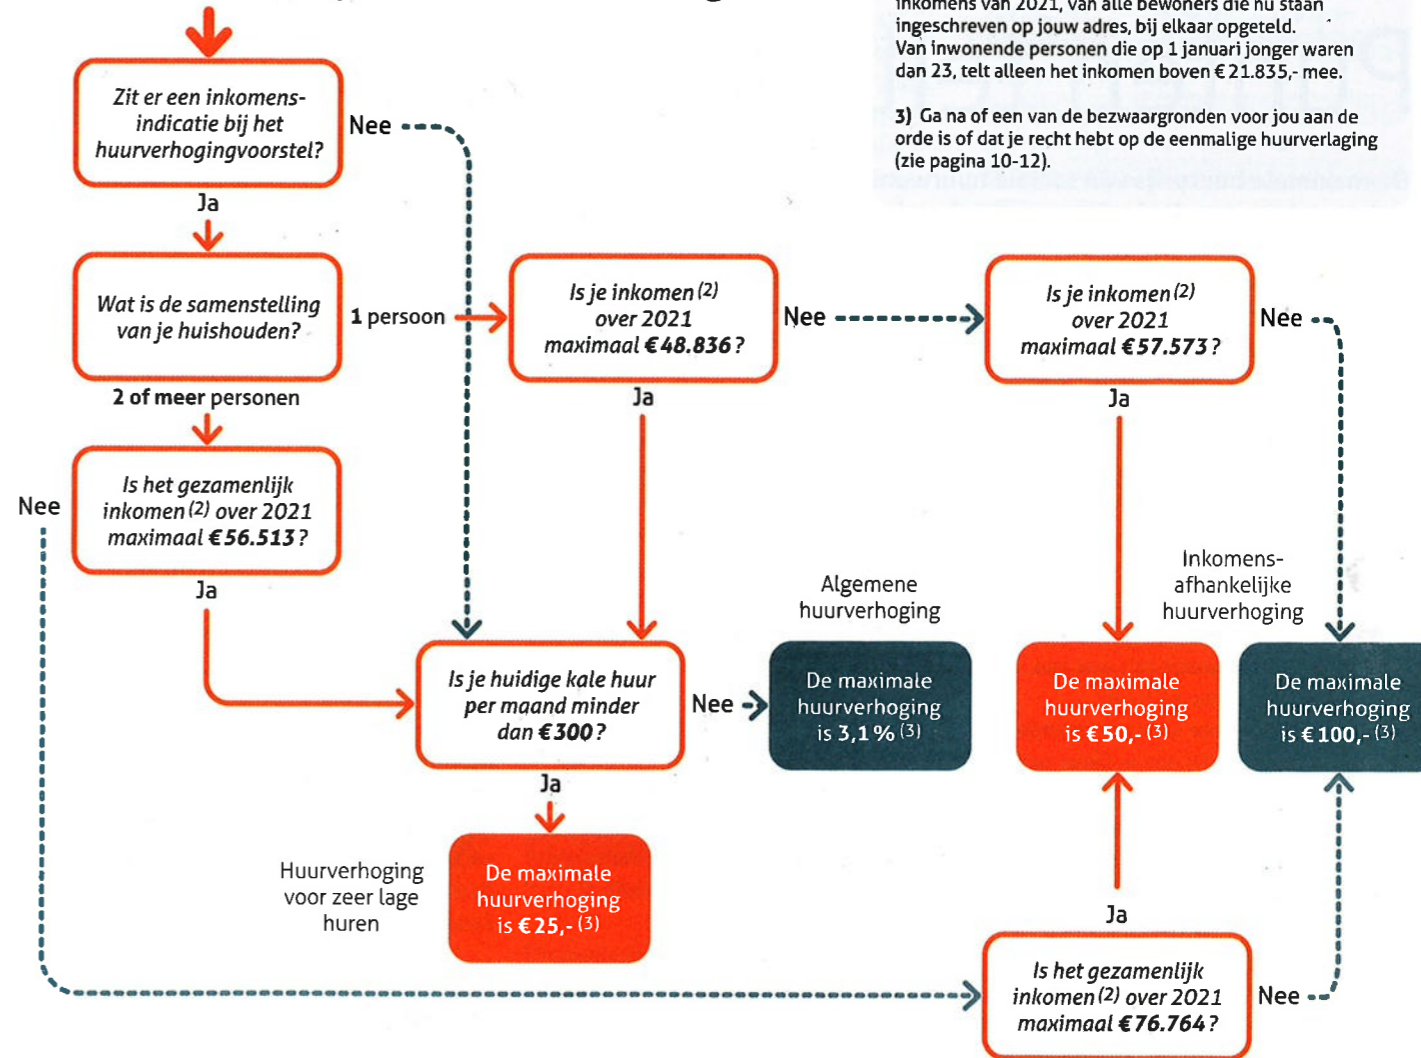 inkomens van 2021, van alle bewoners die nu staan
ingeschreven op jouw adres, bij elkaar opgeteld.
Van inwonende personen die op 1 januari jonger waren
dan 23, telt alleen het inkomen boven € 21.835,- mee.
3) Ga na of een van de bezwaargronden voor jou aan de
orde is of dat je recht hebt op de eenmalige huurverlaging
(zie pagina 10-12).
Zit er een inkomens-
indicatie bij het
huurverhogingvoorstel?
Nee
Ja
Wat is de samenstelling
van je huishouden?
1 persoon
Is je inkomen (2)
over 2021
maximaal €48.836?
Nee
Is je inkomen (2)
over 2021
maximaal €57.573?
Nee
2 of meer personen
Ja
Ja
Nee
Is het gezamenlijk
inkomen (2) over 2021
maximaal €56.513?
Ja
Algemene
huurverhoging
Inkomens-
afhankelijke
huurverhoging
Is je huidige kale huur
per maand minder
dan €300?
Nee
De maximale
huurverhoging
is 3,1% (3)
De maximale
huurverhoging
is €50,- (3)
De maximale
huurverhoging
is €100,- (3)
Ja
Huurverhoging
voor zeer lage
huren
De maximale
huurverhoging
is €25,- (3)
Ja
Is het gezamenlijk
inkomen (2) over 2021
maximaal €76.764?
Nee